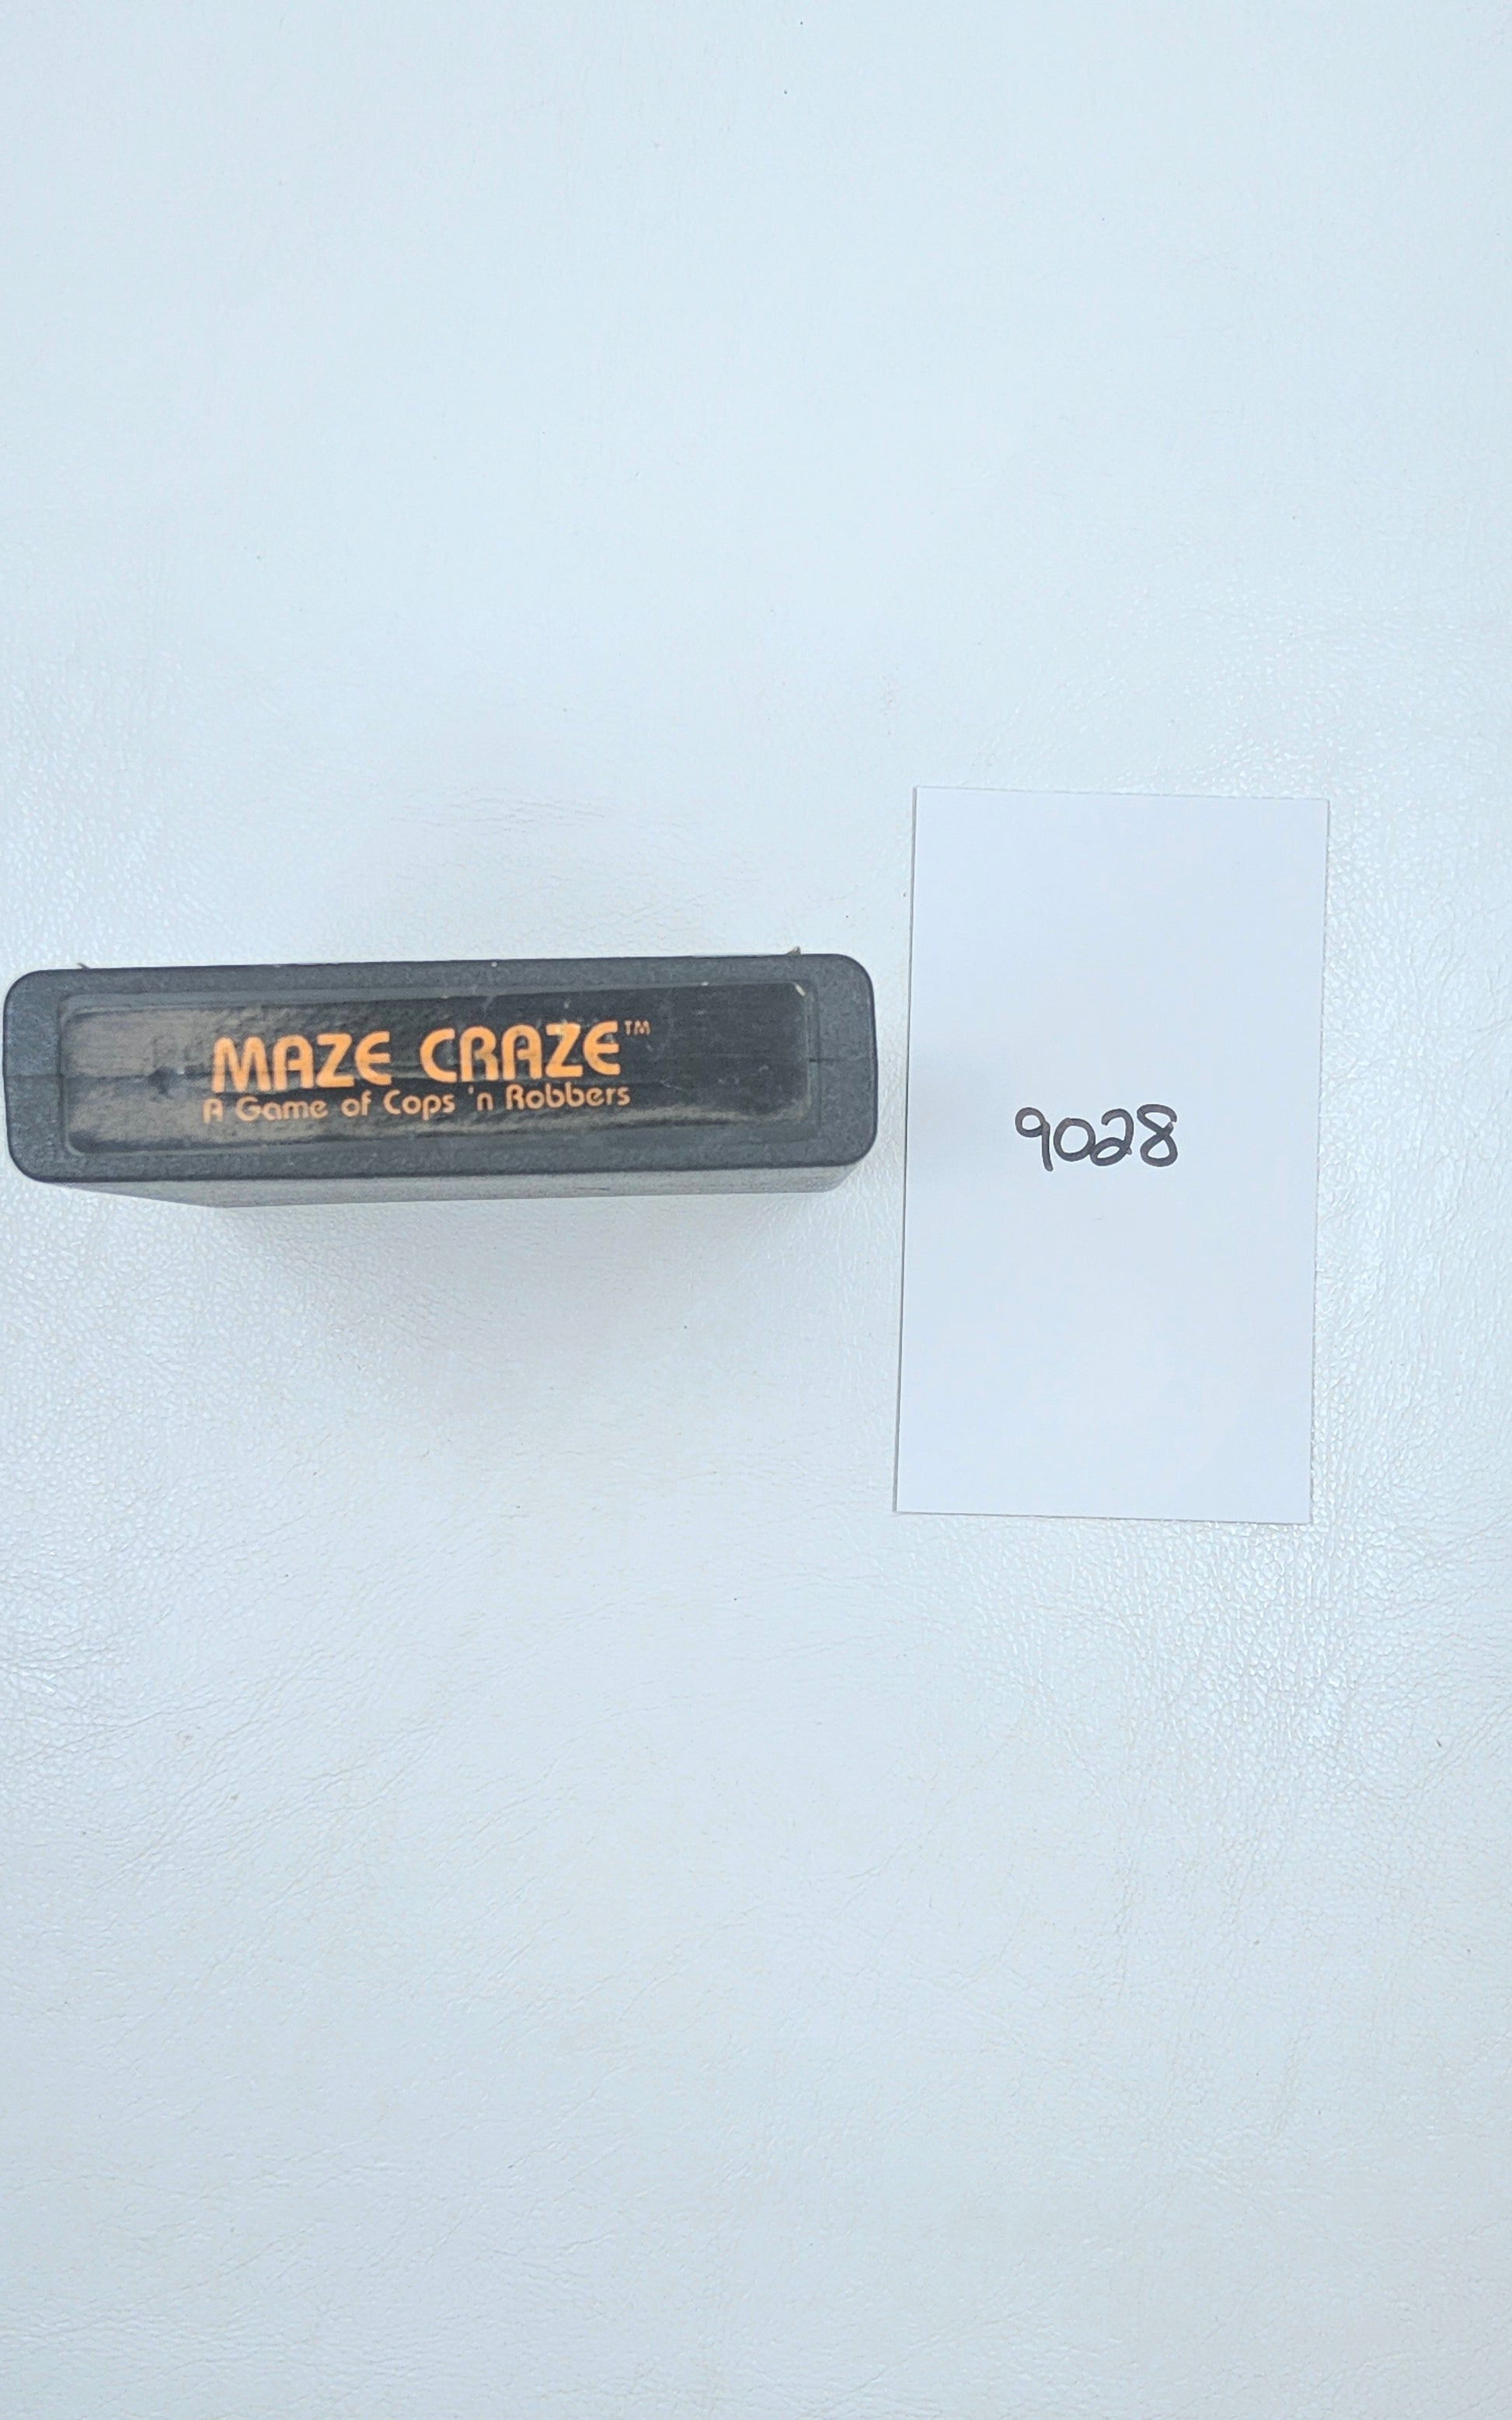 MAZE CRAZE™
A Game of Cops 'n Robbers
9028